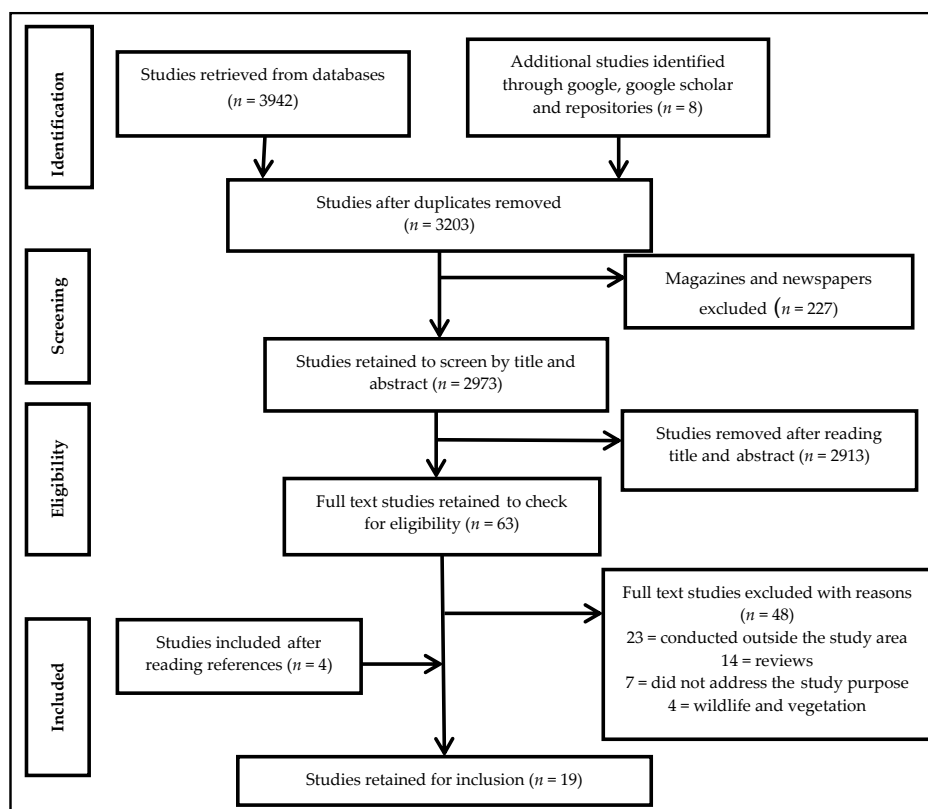 Identification
Studies retrieved from databases
(n = 3942)
Additional studies identified
through google, google scholar
and repositories (n = 8)
Studies after duplicates removed
(n = 3203)
Screening
Magazines and newspapers
excluded (n = 227)
Studies retained to screen by title and
abstract (n = 2973)
Eligibility
Studies removed after reading
title and abstract (n = 2913)
Full text studies retained to check
for eligibility (n = 63)
Included
Full text studies excluded with reasons
(n = 48)
23 = conducted outside the study area
14 = reviews
7 = did not address the study purpose
4 = wildlife and vegetation
Studies included after
reading references (n = 4)
Studies retained for inclusion (n = 19)